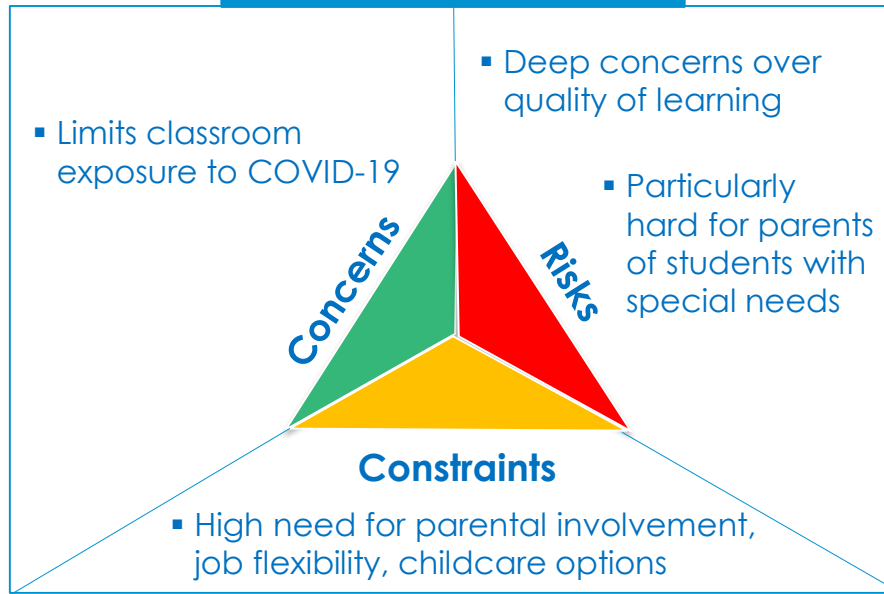 ▪ Limits classroom
exposure to COVID-19
Concerns
▪ Deep concerns over
quality of learning
▪ Particularly
hard for parents
of students with
special needs
Risks
Constraints
▪ High need for parental involvement,
job flexibility, childcare options